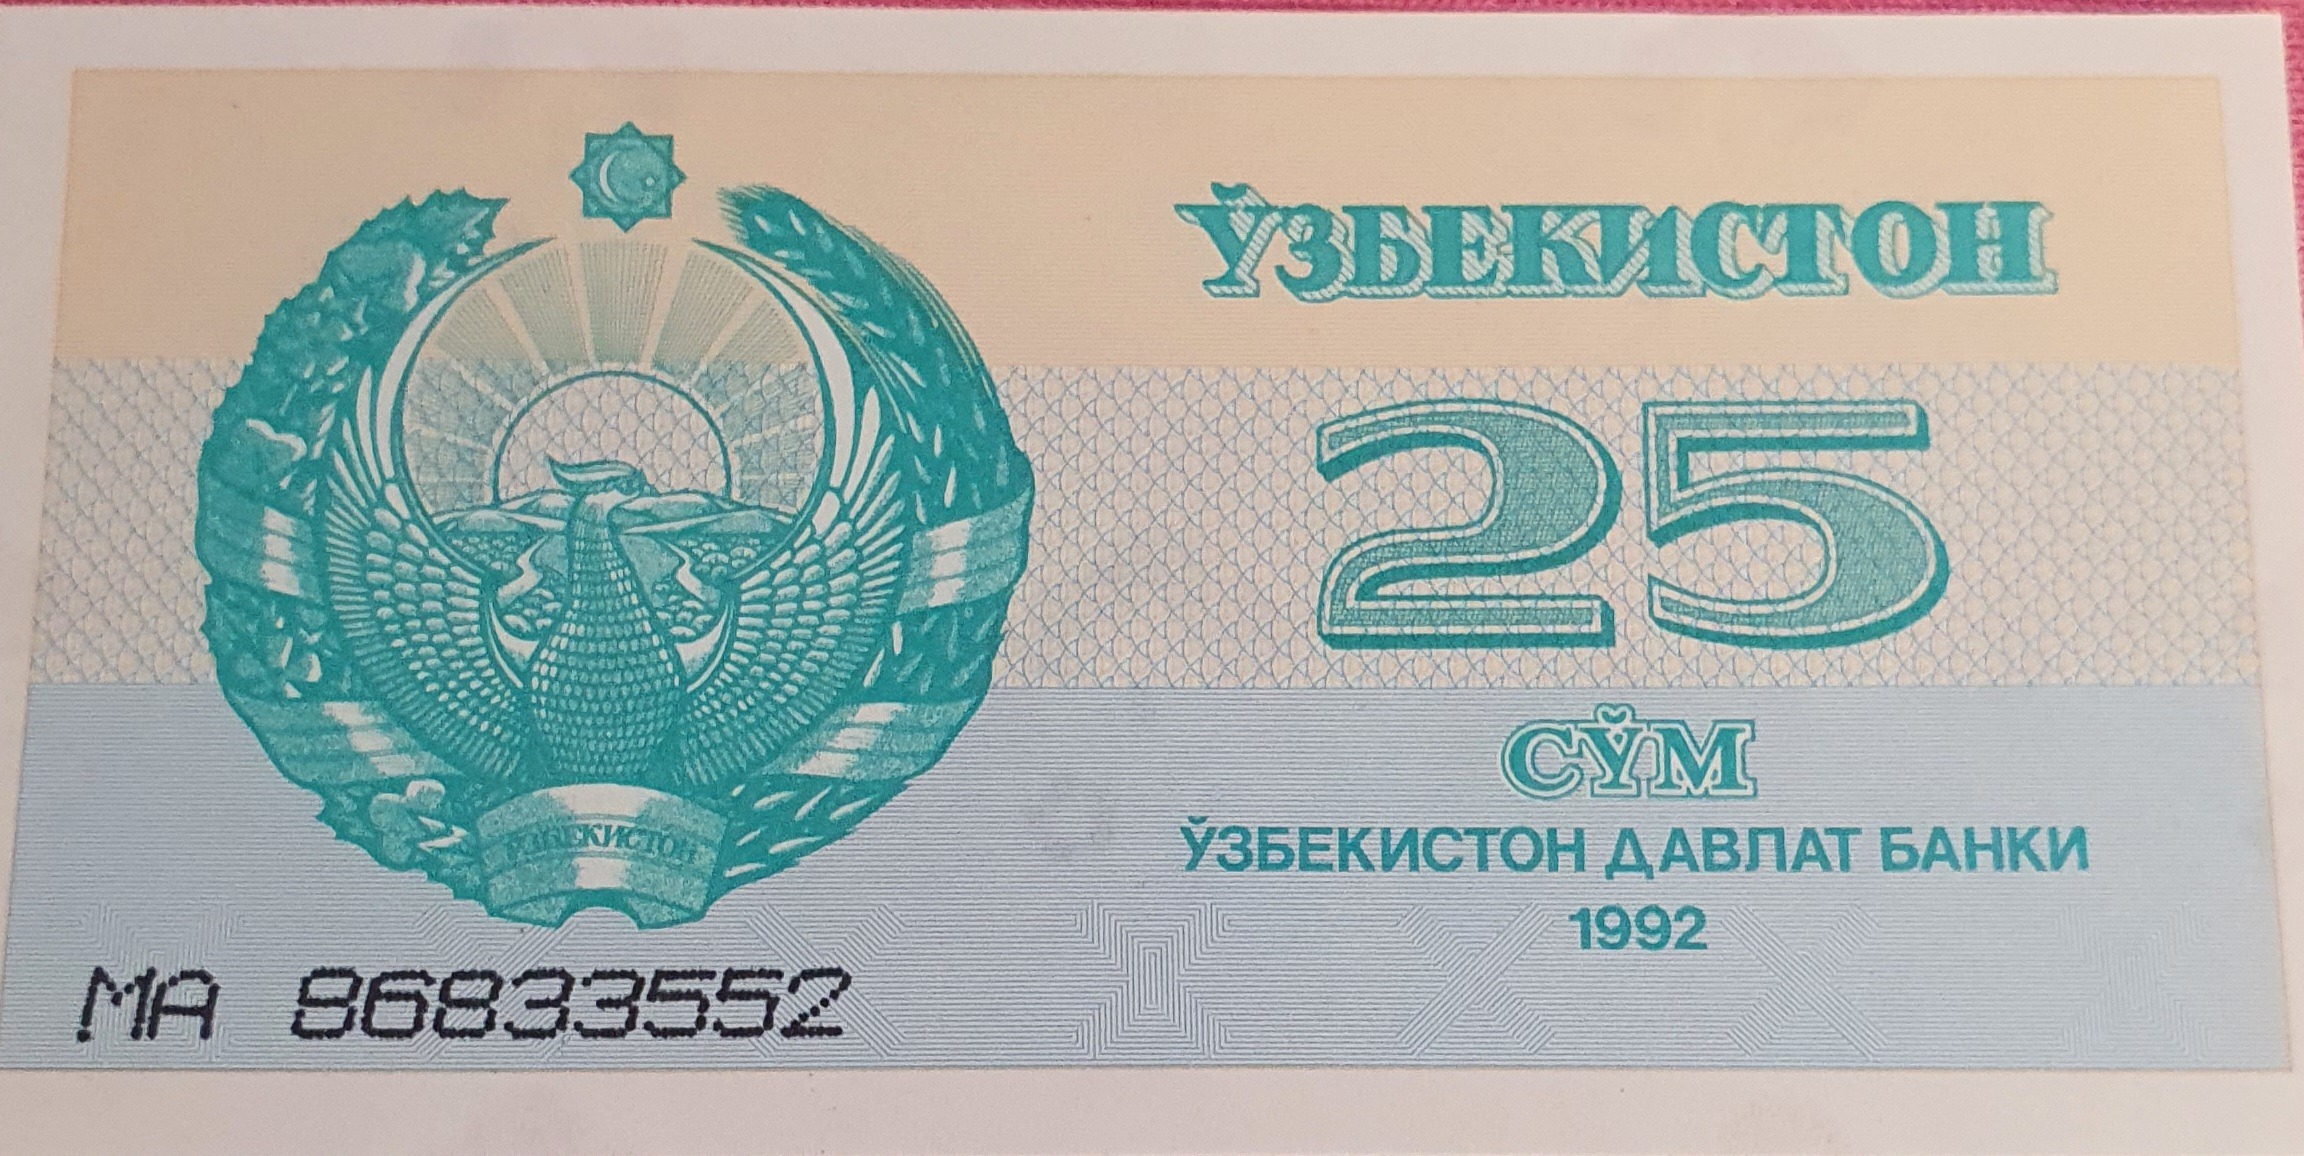 ЎЗБЕКИСТОН
25
СЎМ
ЎЗБЕКИСТОН ДАВЛАТ БАНКИ
1992
ЎЗБЕКИСТОН
МА 86833552